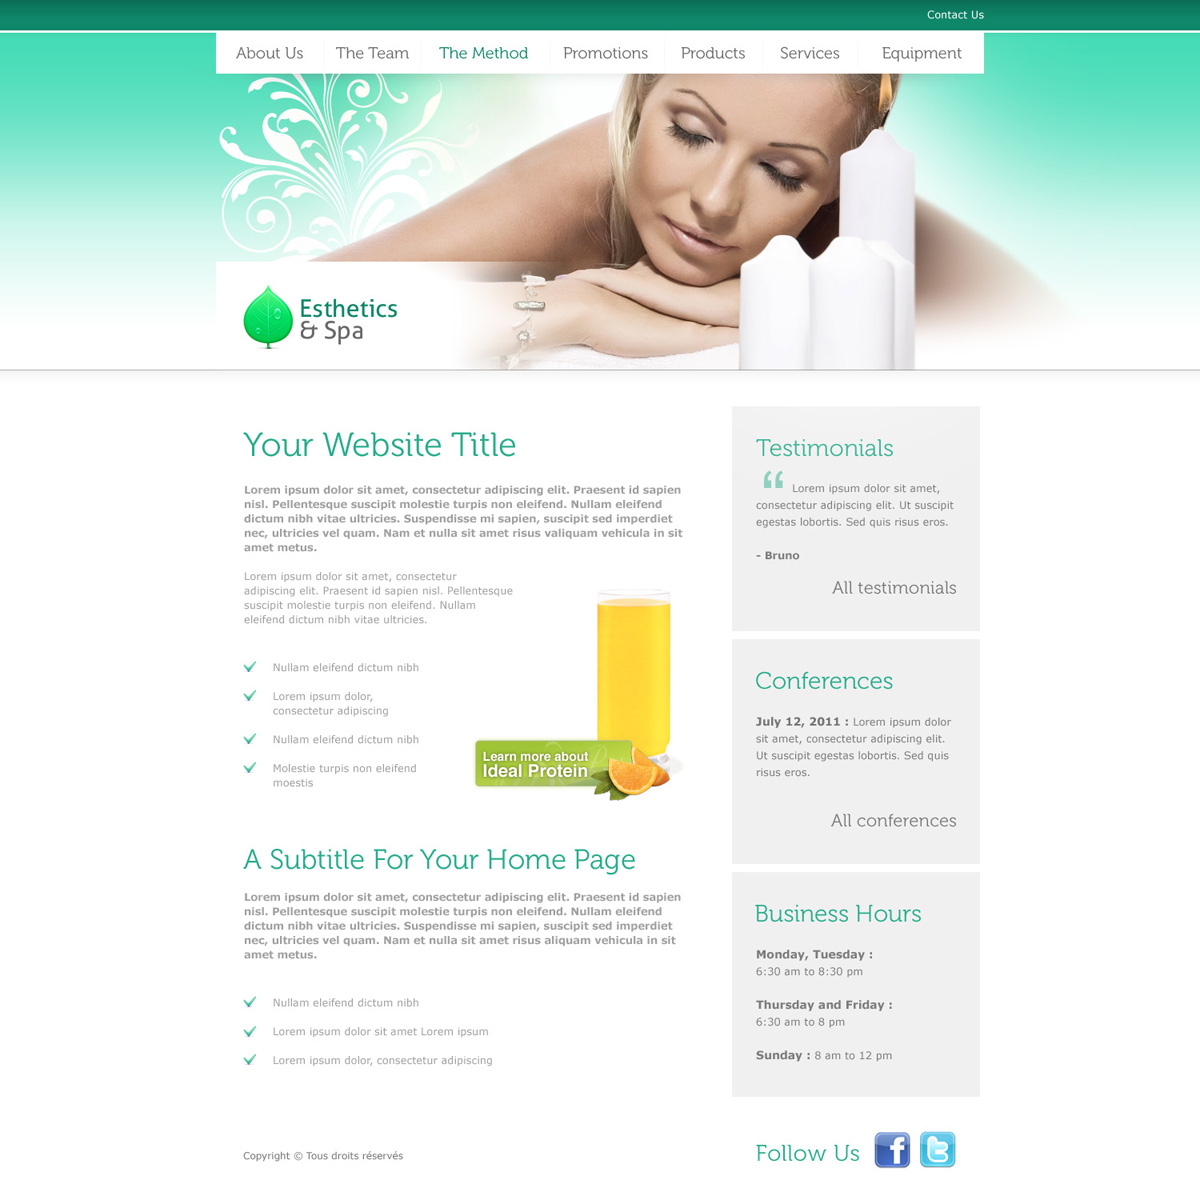 Contact Us
About Us The Team The Method Promotions Products Services Equipment
Esthetics
& Spa
Your Website Title
Lorem ipsum dolor sit amet, consectetur adipiscing elit. Praesent id sapien
nisl. Pellentesque suscipit molestie turpis non eleifend. Nullam eleifend
dictum nibh vitae ultricies. Suspendisse mi sapien, suscipit sed imperdiet
nec, ultricies vel quam. Nam et nulla sit amet risus valiquam vehicula in sit
amet metus.
Lorem ipsum dolor sit amet, consectetur
adipiscing elit. Praesent id sapien nisl. Pellentesque
suscipit molestie turpis non eleifend. Nullam
eleifend dictum nibh vitae ultricies.
Nullam eleifend dictum nibh
Lorem ipsum dolor,
consectetur adipiscing
Nullam eleifend dictum nibh
Molestie turpis non eleifend
moestis
Learn more about
Ideal Protein
A Subtitle For Your Home Page
Lorem ipsum dolor sit amet, consectetur adipiscing elit. Praesent id sapien
nisl. Pellentesque suscipit molestie turpis non eleifend. Nullam eleifend
dictum nibh vitae ultricies. Suspendisse mi sapien, suscipit sed imperdiet
nec, ultricies vel quam. Nam et nulla sit amet risus aliquam vehicula in sit
amet metus.
Nullam eleifend dictum nibh
Lorem ipsum dolor sit amet Lorem ipsum
Lorem ipsum dolor, consectetur adipiscing
Testimonials
“ Lorem ipsum dolor sit amet,
consectetur adipiscing elit. Ut suscipit
egestas lobortis. Sed quis risus eros.
- Bruno
All testimonials
Conferences
July 12, 2011 : Lorem ipsum dolor
sit amet, consectetur adipiscing elit.
Ut suscipit egestas lobortis. Sed quis
risus eros.
All conferences
Business Hours
Monday, Tuesday :
6:30 am to 8:30 pm
Thursday and Friday :
6:30 am to 8 pm
Sunday : 8 am to 12 pm
Copyright © Tous droits réservés
Follow Us f t